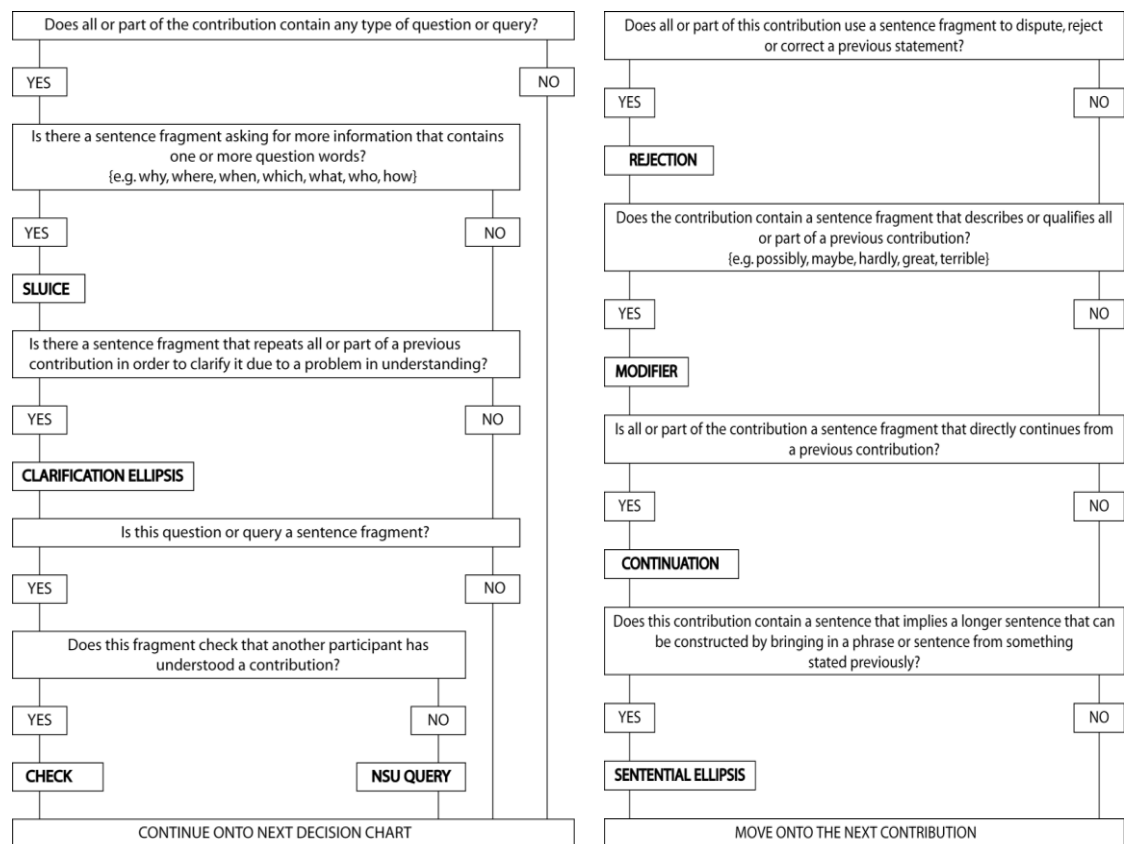 Does all or part of the contribution contain any type of question or query?
YES
NO
Is there a sentence fragment asking for more information that contains
one or more question words?
{e.g. why, where, when, which, what, who, how}
YES
NO
SLUICE
Is there a sentence fragment that repeats all or part of a previous
contribution in order to clarify it due to a problem in understanding?
YES
NO
CLARIFICATION ELLIPSIS
Is this question or query a sentence fragment?
YES
NO
Does this fragment check that another participant has
understood a contribution?
YES
NO
CHECK
NSU QUERY
CONTINUE ONTO NEXT DECISION CHART
Does all or part of this contribution use a sentence fragment to dispute, reject
or correct a previous statement?
YES
NO
REJECTION
Does the contribution contain a sentence fragment that describes or qualifies all
or part of a previous contribution?
{e.g. possibly, maybe, hardly, great, terrible}
YES
NO
MODIFIER
Is all or part of the contribution a sentence fragment that directly continues from
a previous contribution?
YES
NO
CONTINUATION
Does this contribution contain a sentence that implies a longer sentence that can
be constructed by bringing in a phrase or sentence from something
stated previously?
YES
NO
SENTENTIAL ELLIPSIS
MOVE ONTO THE NEXT CONTRIBUTION